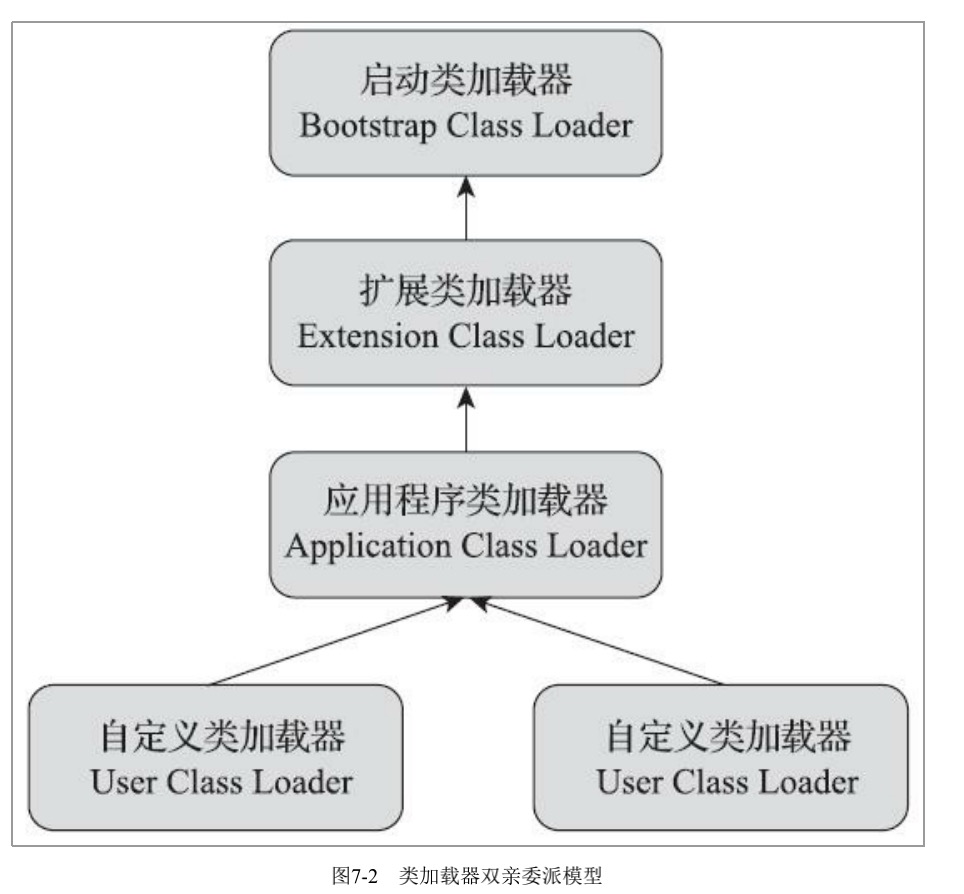 启动类加载器
Bootstrap Class Loader
扩展类加载器
Extension Class Loader
应用程序类加载器
Application Class Loader
自定义类加载器
User Class Loader
自定义类加载器
User Class Loader
图7-2 类加载器双亲委派模型